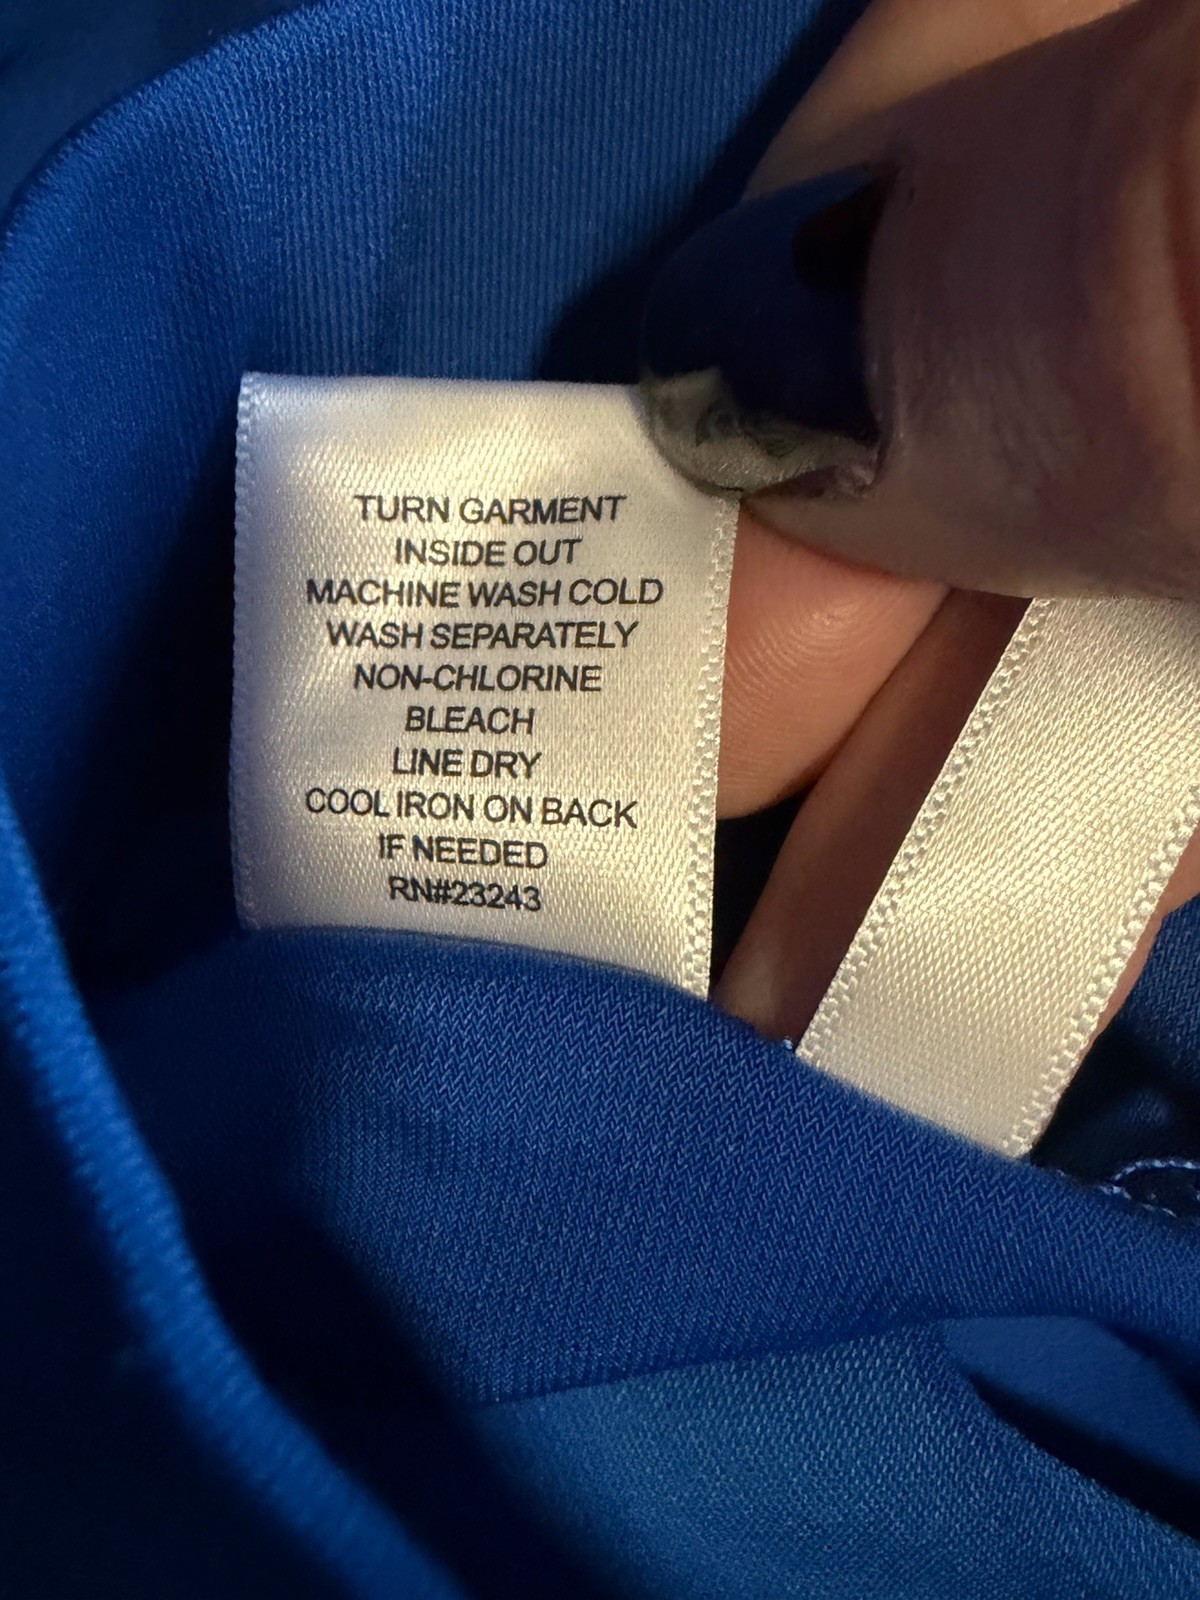 TURN GARMENT
INSIDE OUT
MACHINE WASH COLD
WASH SEPARATELY
NON-CHLORINE
BLEACH
LINE DRY
COOL IRON ON BACK
IF NEEDED
RN#23243